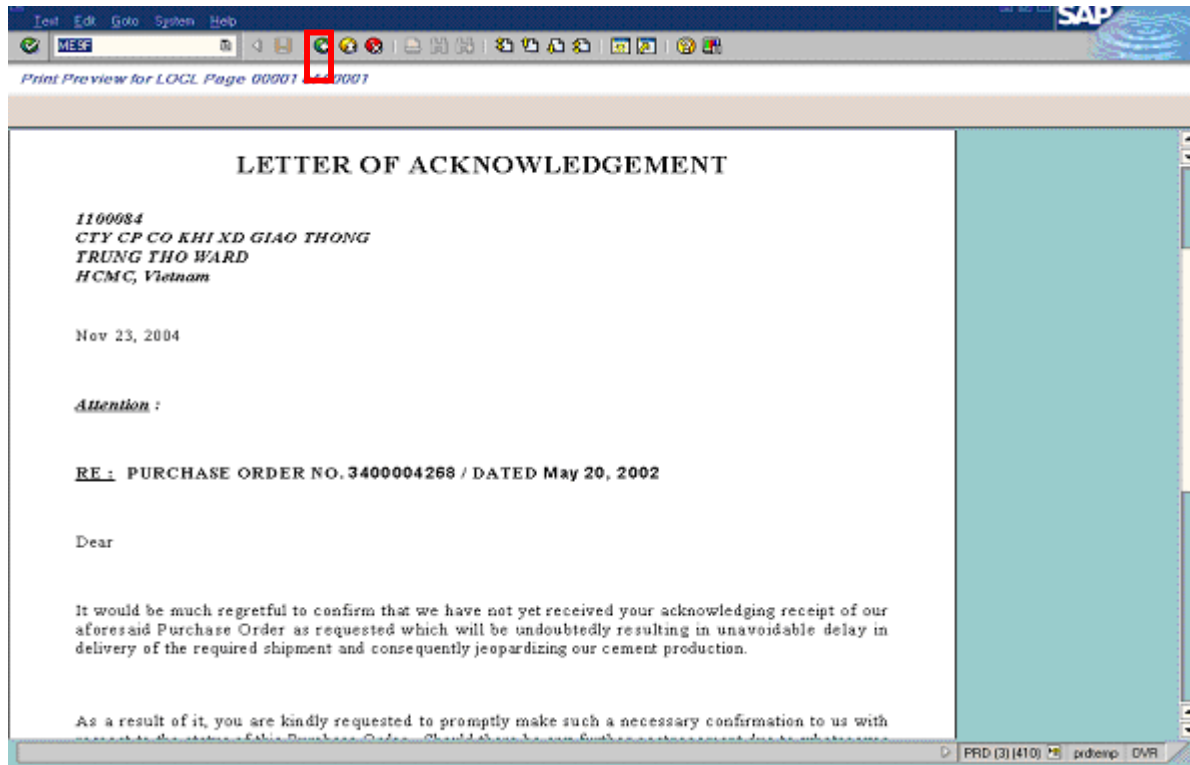 Text Edit Goto System Help
SAP
ME9F
Print Preview for LOCL Page 00001 0001
LETTER OF ACKNOWLEDGEMENT
1100084
CTY CP CO KHI XD GIAO THONG
TRUNG THO WARD
HCMC, Vietnam
Nov 23, 2004
Attention :
RE : PURCHASE ORDER NO. 3400004268 / DATED May 20, 2002
Dear
It would be much regretful to confirm that we have not yet received your acknowledging receipt of our
aforesaid Purchase Order as requested which will be undoubtedly resulting in unavoidable delay in
delivery of the required shipment and consequently jeopardizing our cement production.
As a result of it, you are kindly requested to promptly make such a necessary confirmation to us with
PRD (3) (410) prdtemp OVR